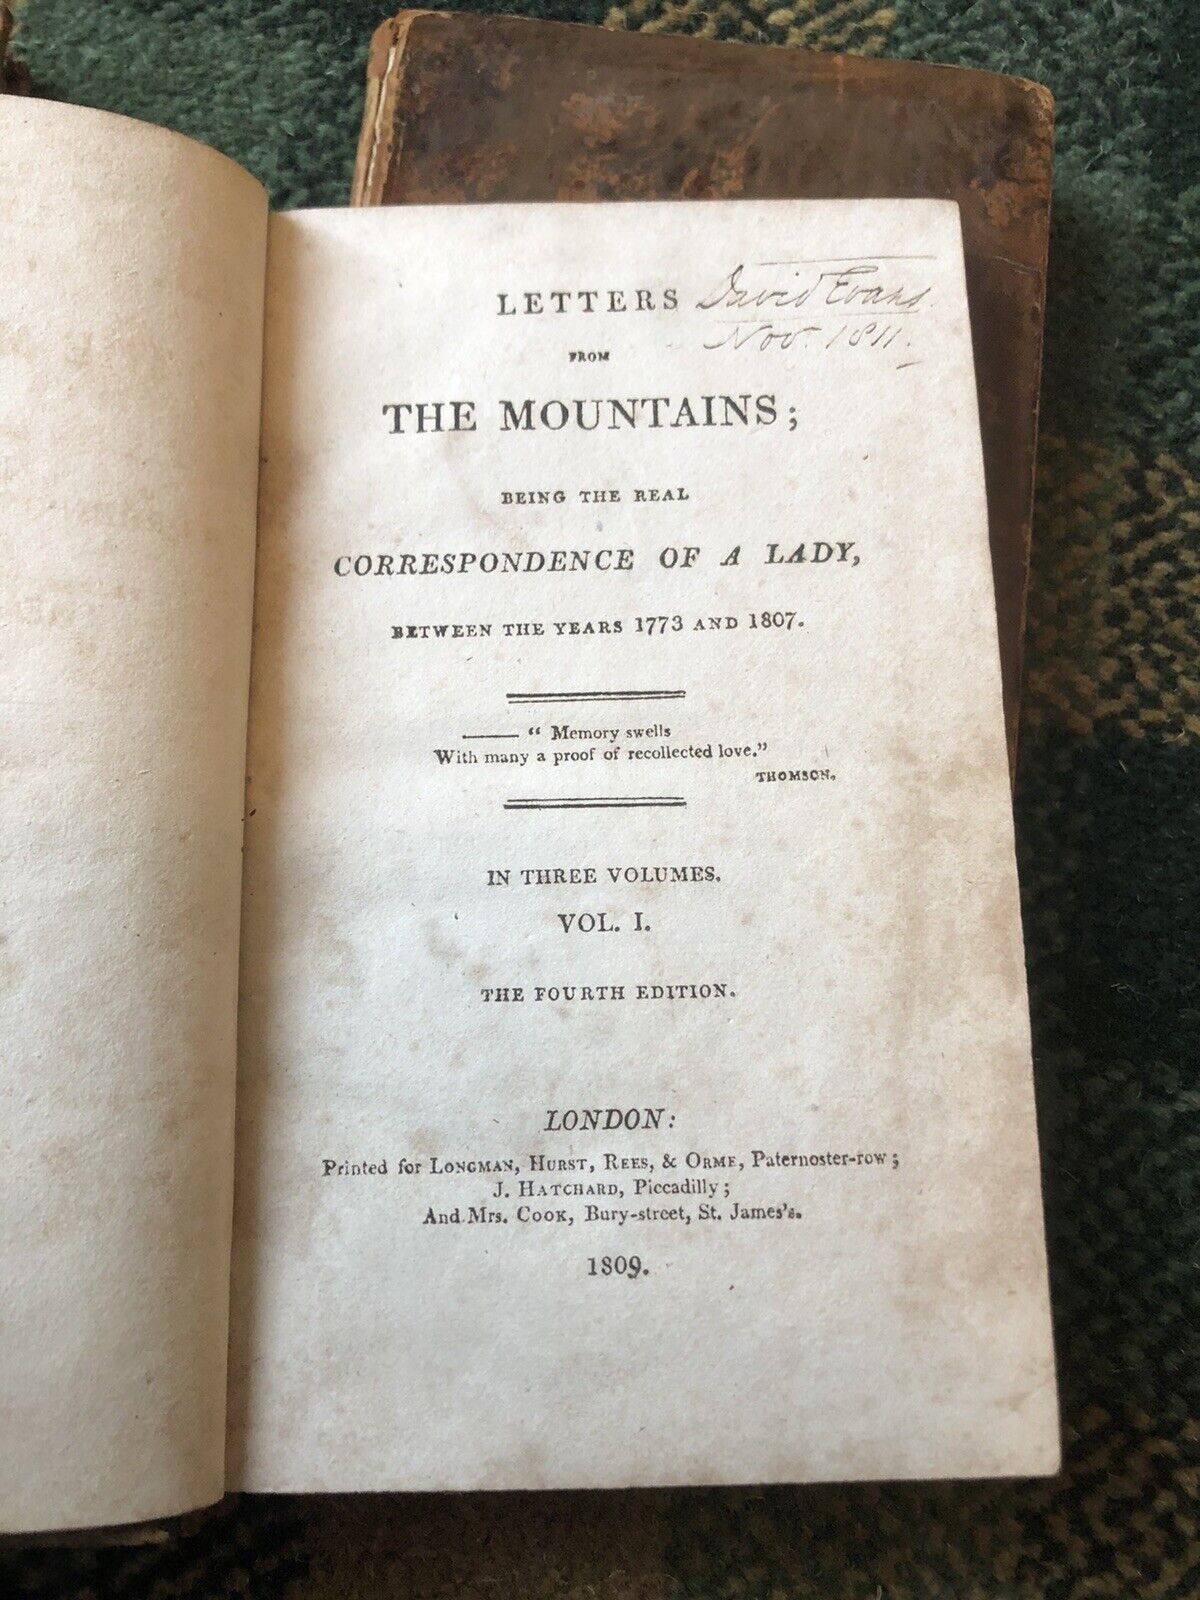 LETTERS David Evans.
Nov. 1811.
FROM
THE MOUNTAINS;
BEING THE REAL
CORRESPONDENCE OF A LADY,
BETWEEN THE YEARS 1773 AND 1807.
——— “ Memory swells
With many a proof of recollected love.”
THOMSON.
IN THREE VOLUMES.
VOL. I.
THE FOURTH EDITION.
LONDON:
Printed for LONGMAN, HURST, REES, & ORME, Paternoster-row;
J. HATCHARD, Piccadilly;
And Mrs. COOK, Bury-street, St. James's.
1809.